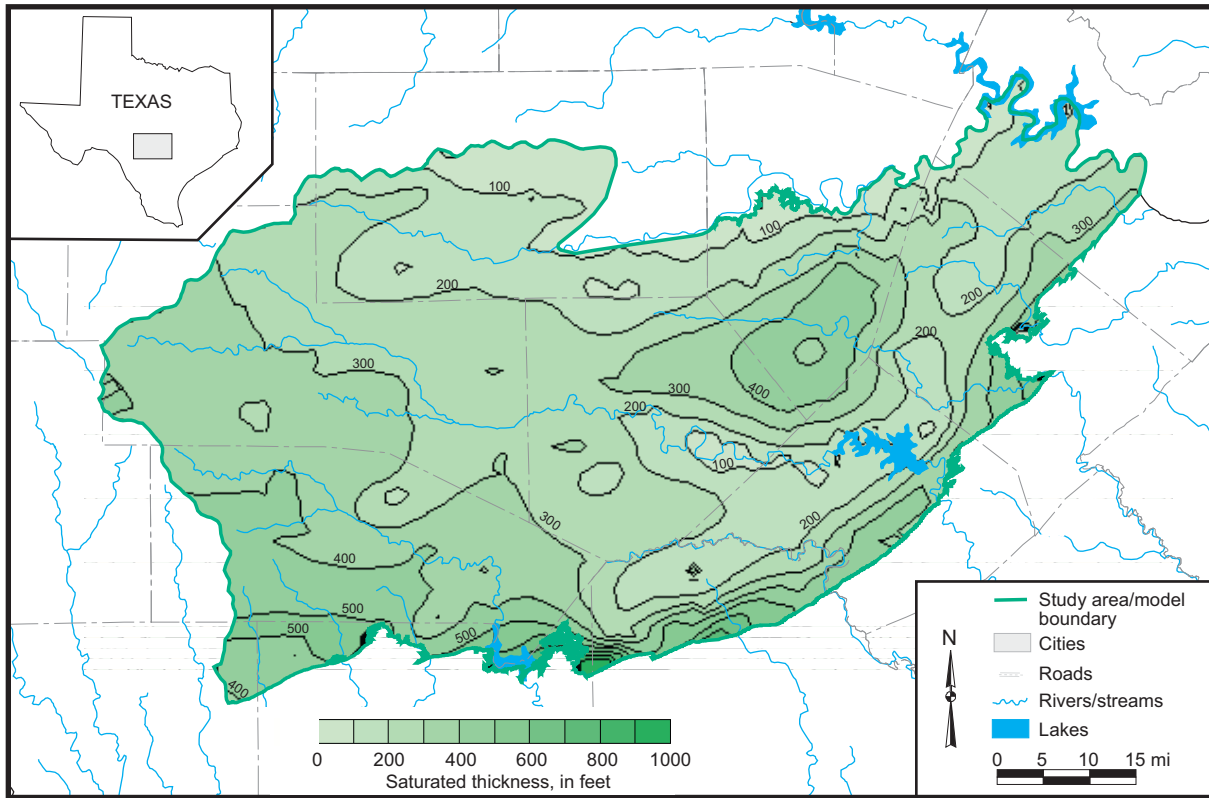 TEXAS
100
100
300
200
200
200
300
300
400
200
100
300
200
400
500
500
500
400
N
Study area/model
boundary
Cities
Roads
Rivers/streams
Lakes
0 5 10 15 mi
0 200 400 600 800 1000
Saturated thickness, in feet